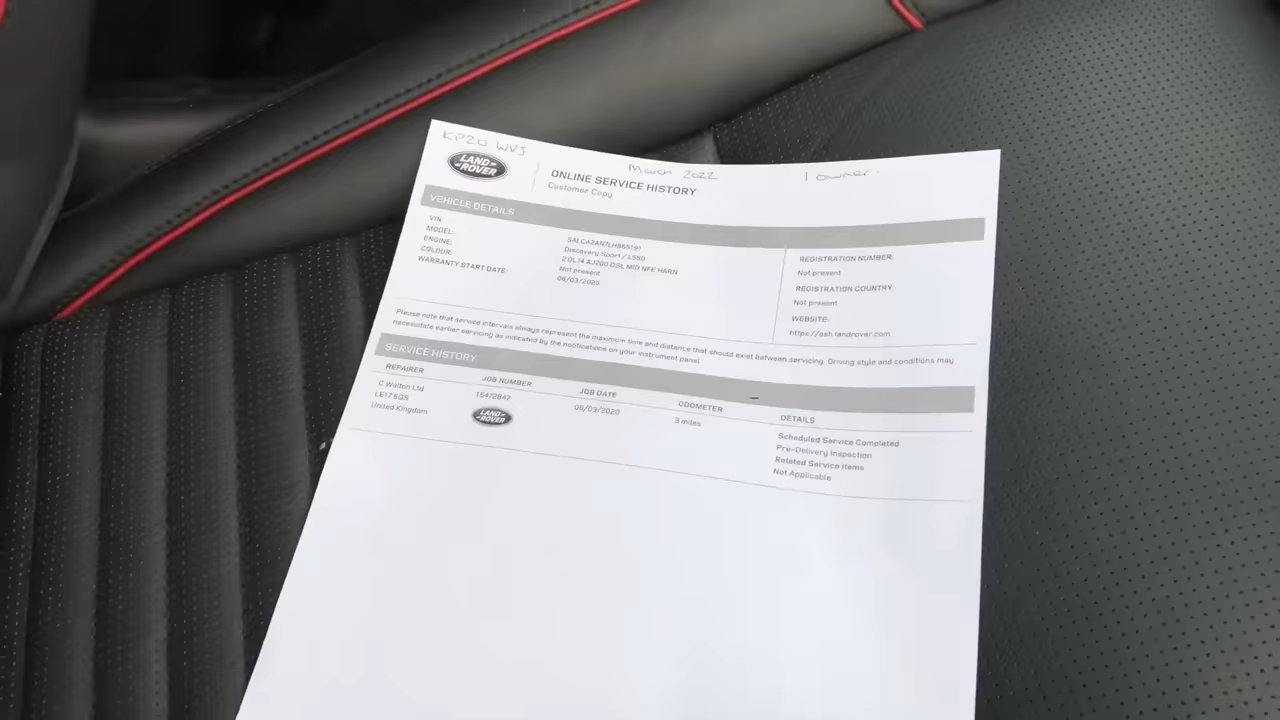 KP20 WVJ
March 2022
1 owner.
LAND ROVER
ONLINE SERVICE HISTORY
Customer Copy
VEHICLE DETAILS
VIN: SALCA2AN7LH865191
MODEL: Discovery Sport / L550
ENGINE: 2.0L I4 AJ200 DSL MID NFE HARN
COLOUR: Not present
WARRANTY START DATE: 06/03/2020
REGISTRATION NUMBER:
Not present
REGISTRATION COUNTRY:
Not present
WEBSITE:
https://osh.landrover.com
Please note that service intervals always represent the maximum time and distance that should exist between servicing. Driving style and conditions may
necessitate earlier servicing as indicated by the notifications on your instrument panel.
SERVICE HISTORY
REPAIRER JOB NUMBER JOB DATE ODOMETER DETAILS
C Walton Ltd 15472847 06/03/2020 3 miles Scheduled Service Completed
LE17 5QS LAND ROVER Pre-Delivery Inspection
United Kingdom Related Service Items
Not Applicable